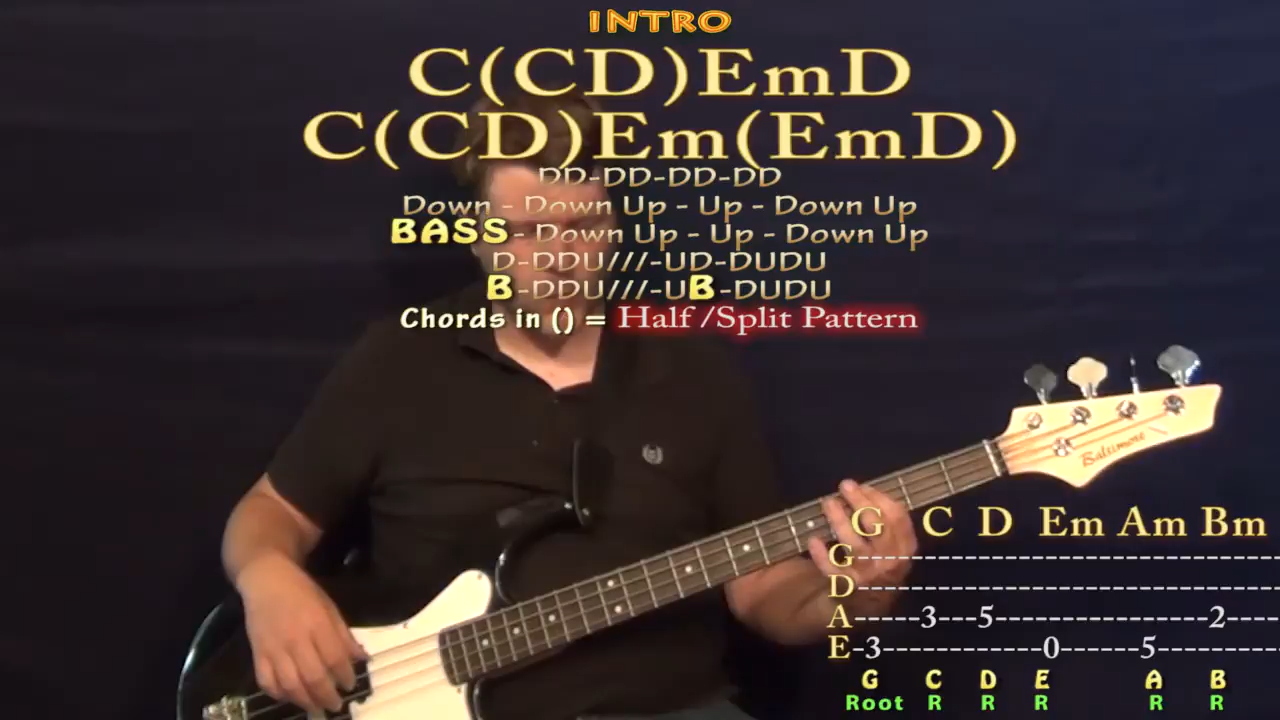 INTRO
C(CD)EmD
C(CD)Em(EmD)
DD-DD-DD-DD
Down - Down Up - Up - Down Up
BASS - Down Up - Up - Down Up
D-DDU///-UD-DUDU
B-DDU///-UB-DUDU
Chords in () = Half /Split Pattern
Baltimore
G C D Em Am Bm
G---------------------------------
D---------------------------------
A-----3---5-----------------2----
E-3--------------0-------5--------
G C D E A B
Root R R R R R